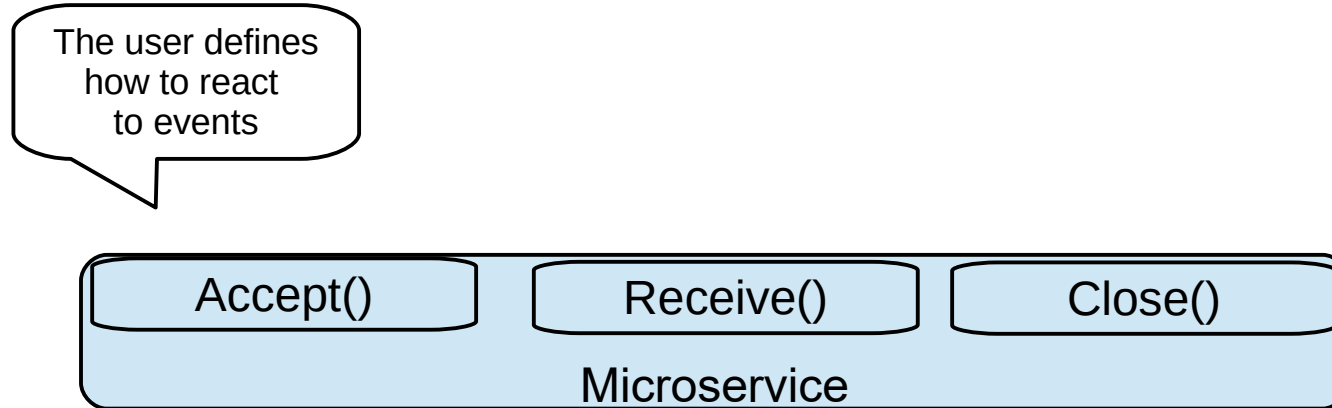 The user defines
how to react
to events
Accept() Receive() Close()
Microservice